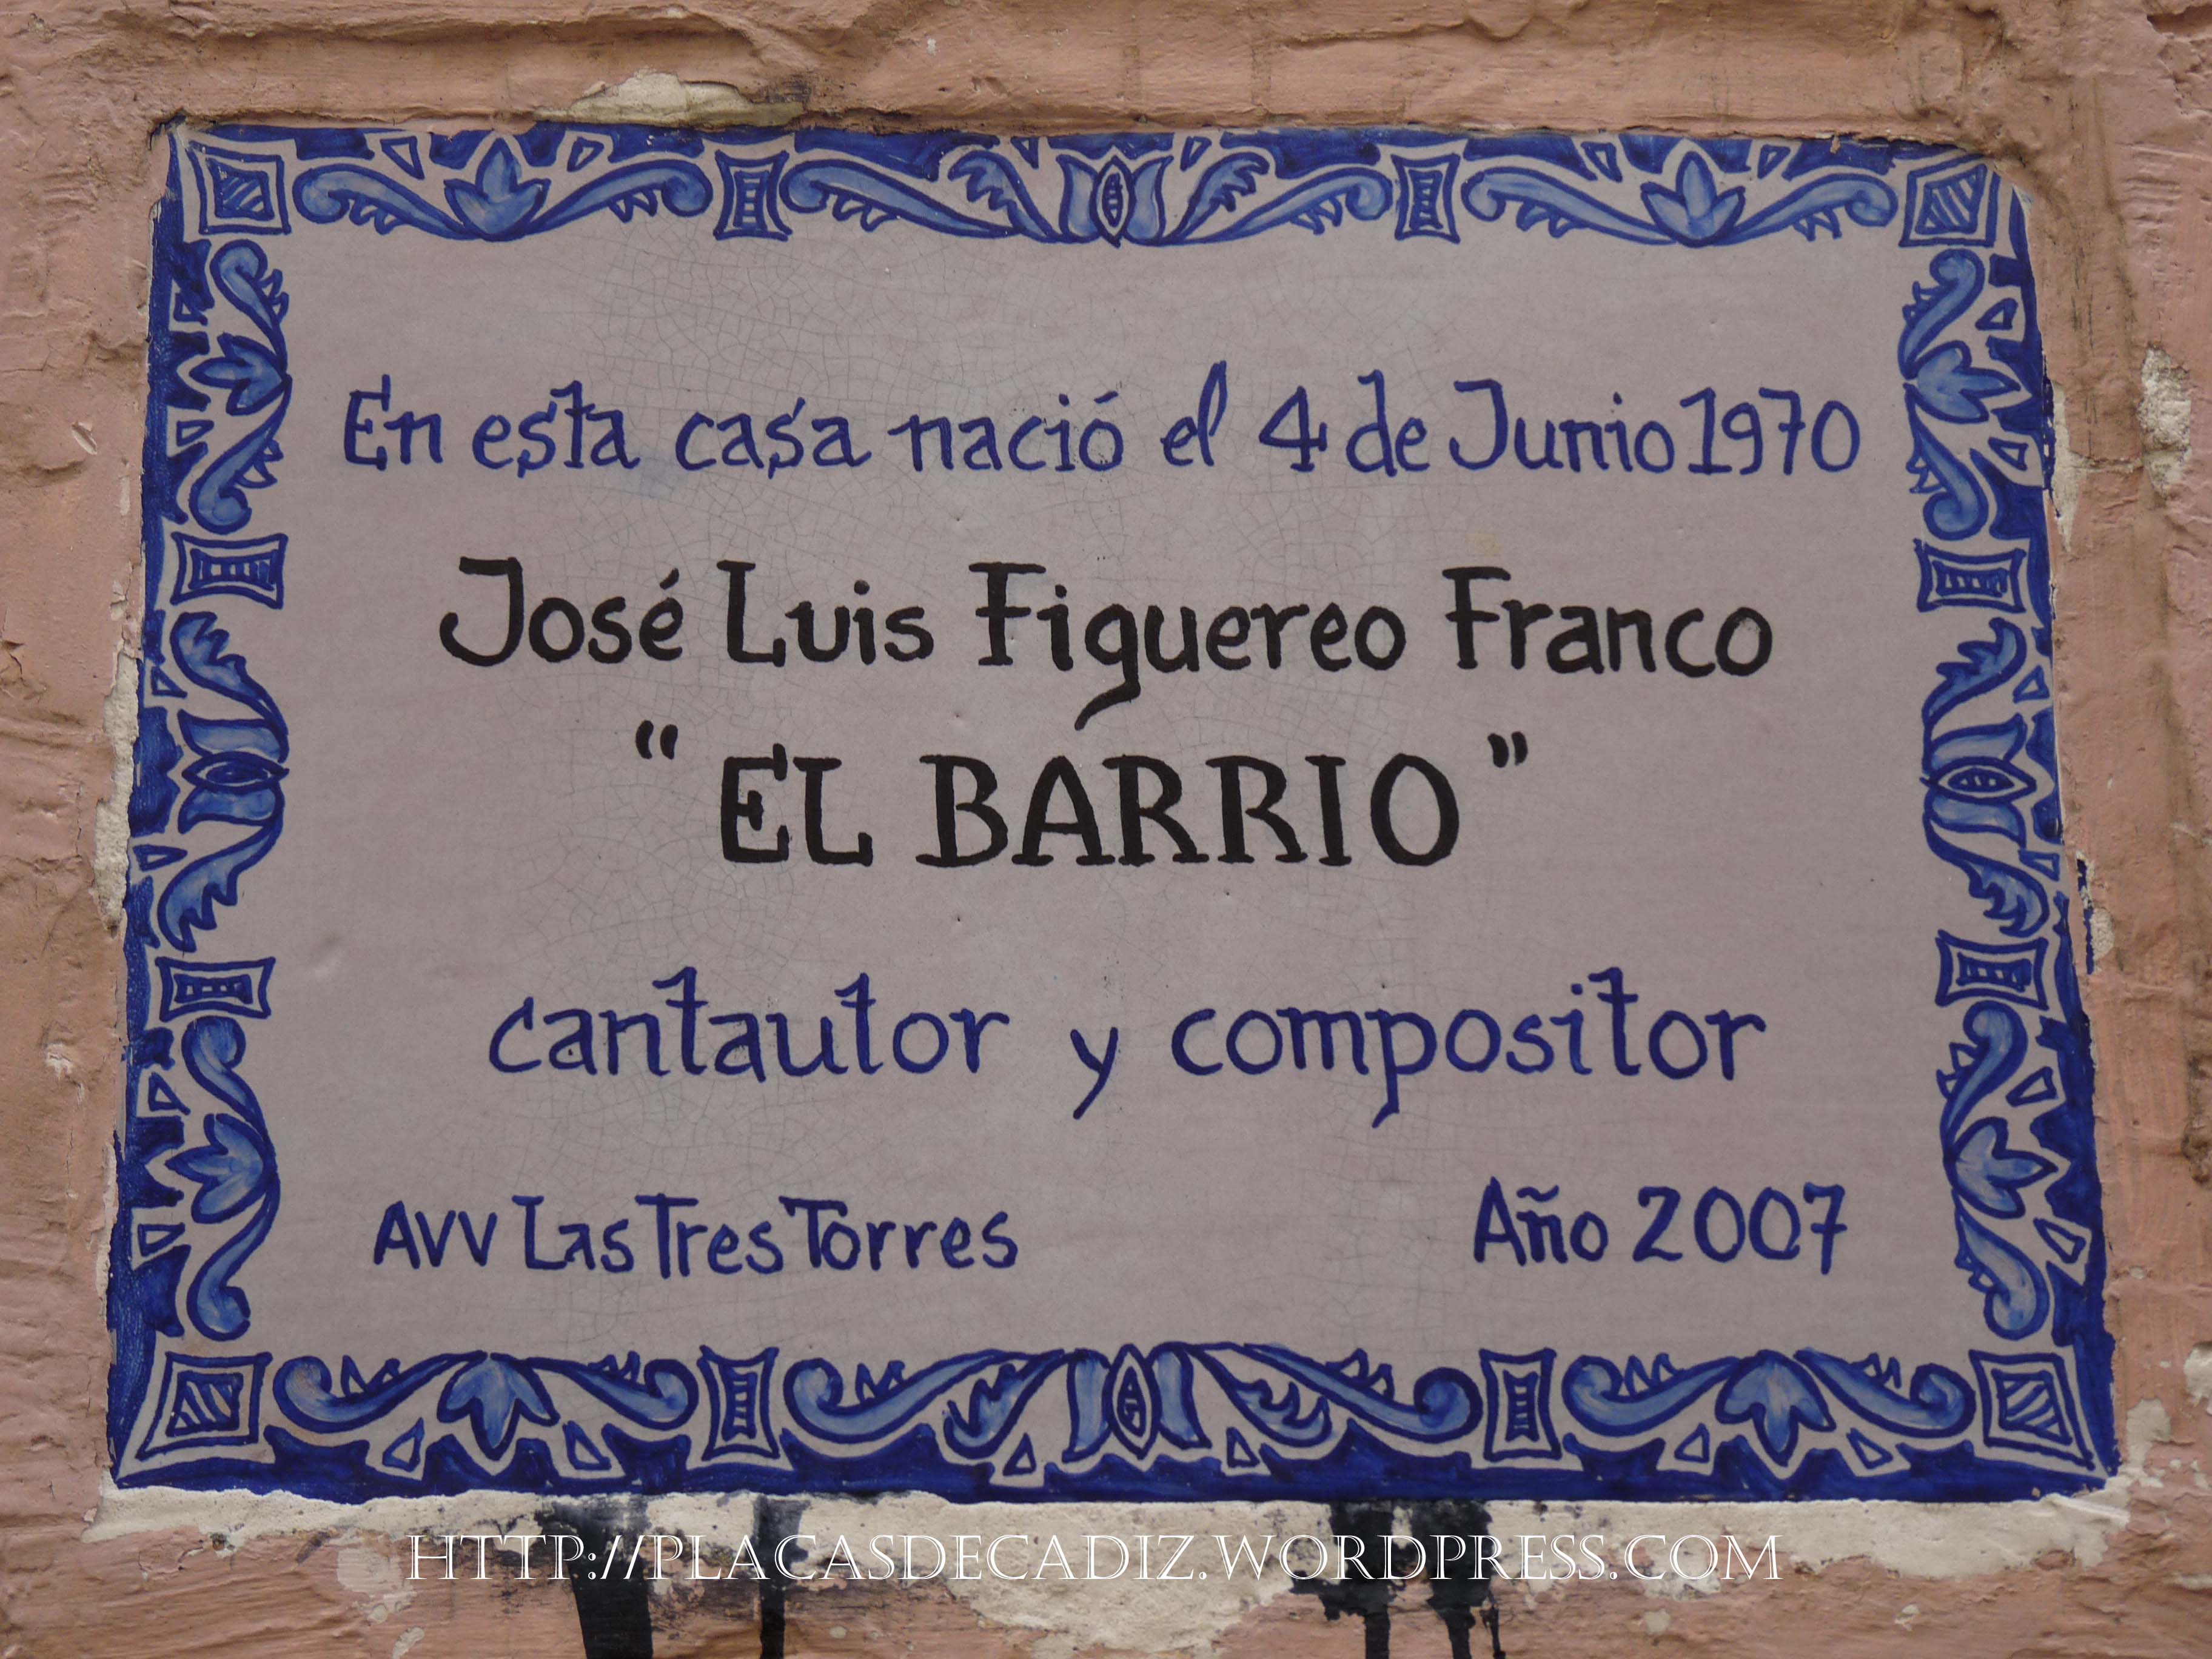 En esta casa nació el 4 de Junio 1970
José Luis Figuereo Franco
"EL BARRIO"
cantautor y compositor
AVV Las Tres Torres Año 2007
HTTP://PLACASDECADIZ.WORDPRESS.COM